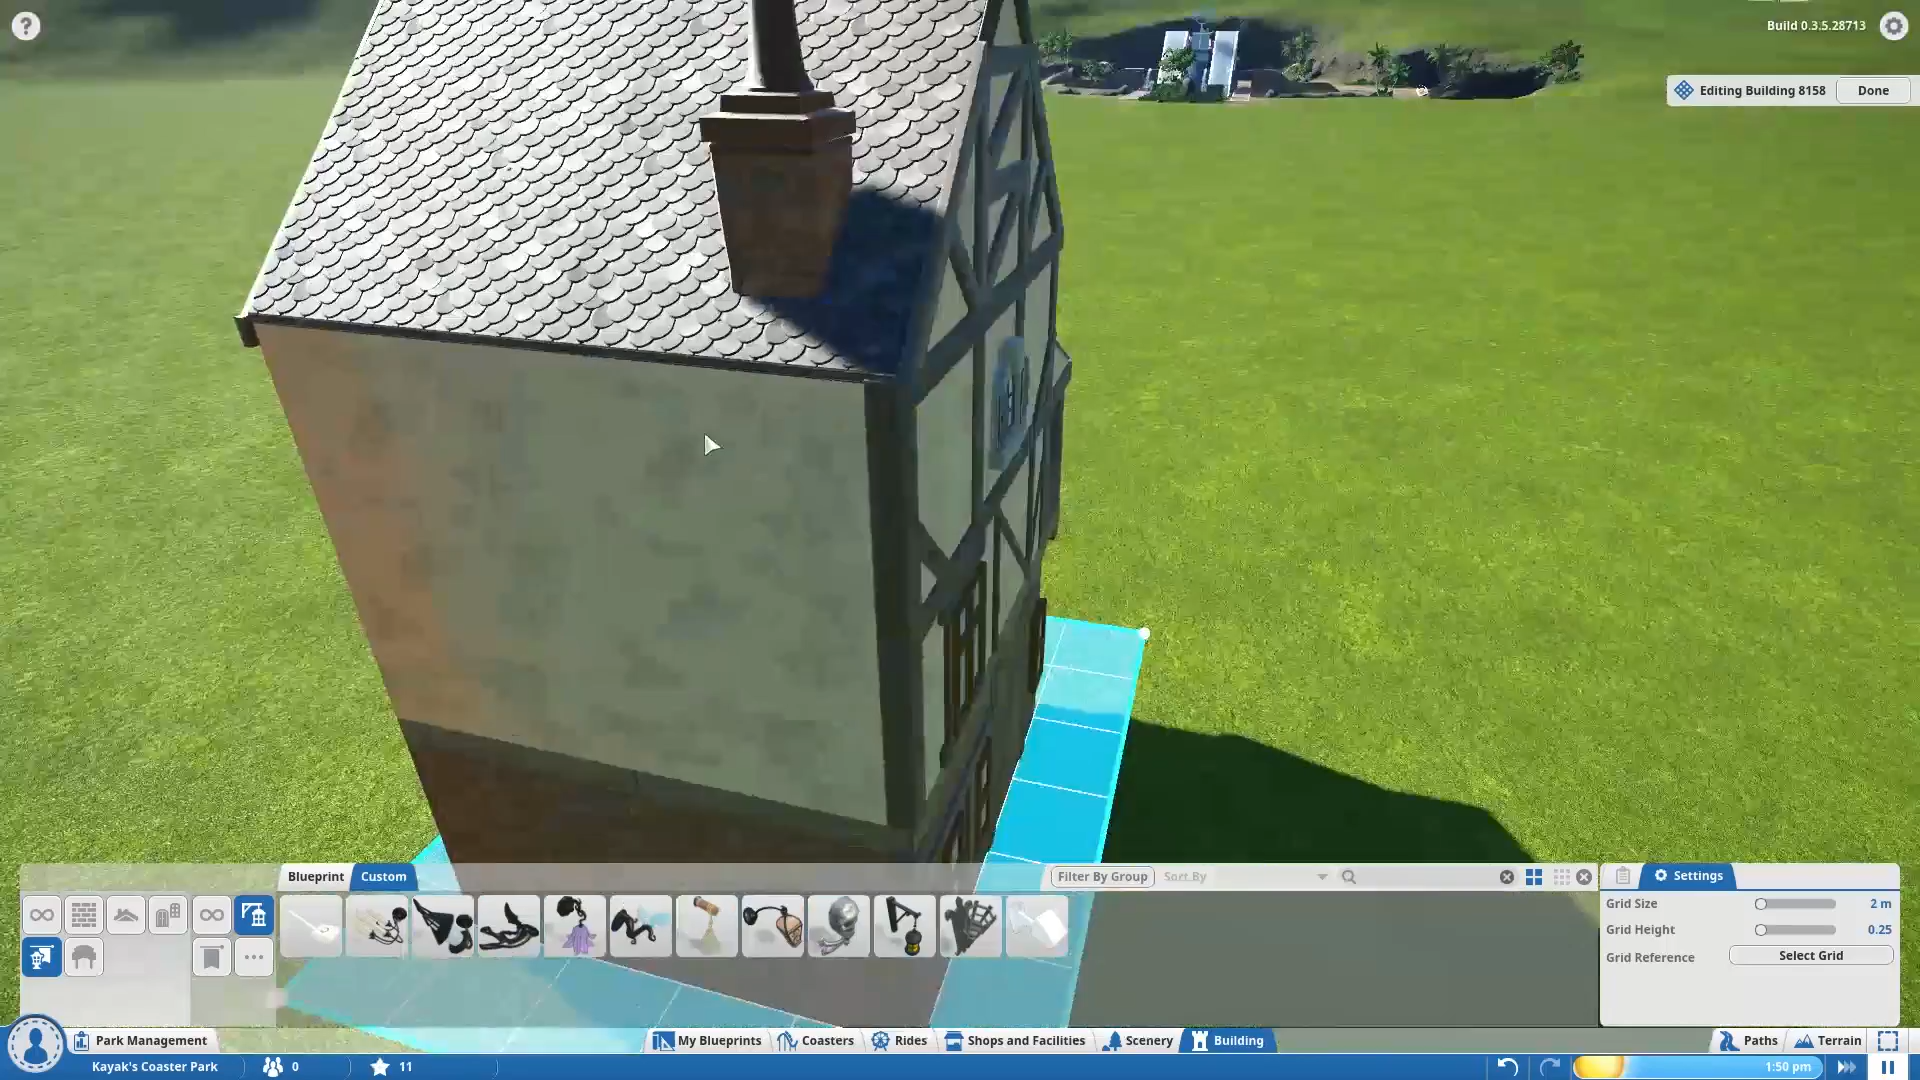 Build 0.3.5.28713
Editing Building 8158
Done
Blueprint
Custom
Filter By Group
Sort By
Settings
Grid Size
2 m
Grid Height
0.25
Grid Reference
Select Grid
Park Management
My Blueprints
Coasters
Rides
Shops and Facilities
Scenery
Building
Paths
Terrain
Kayak's Coaster Park
0
11
1:50 pm